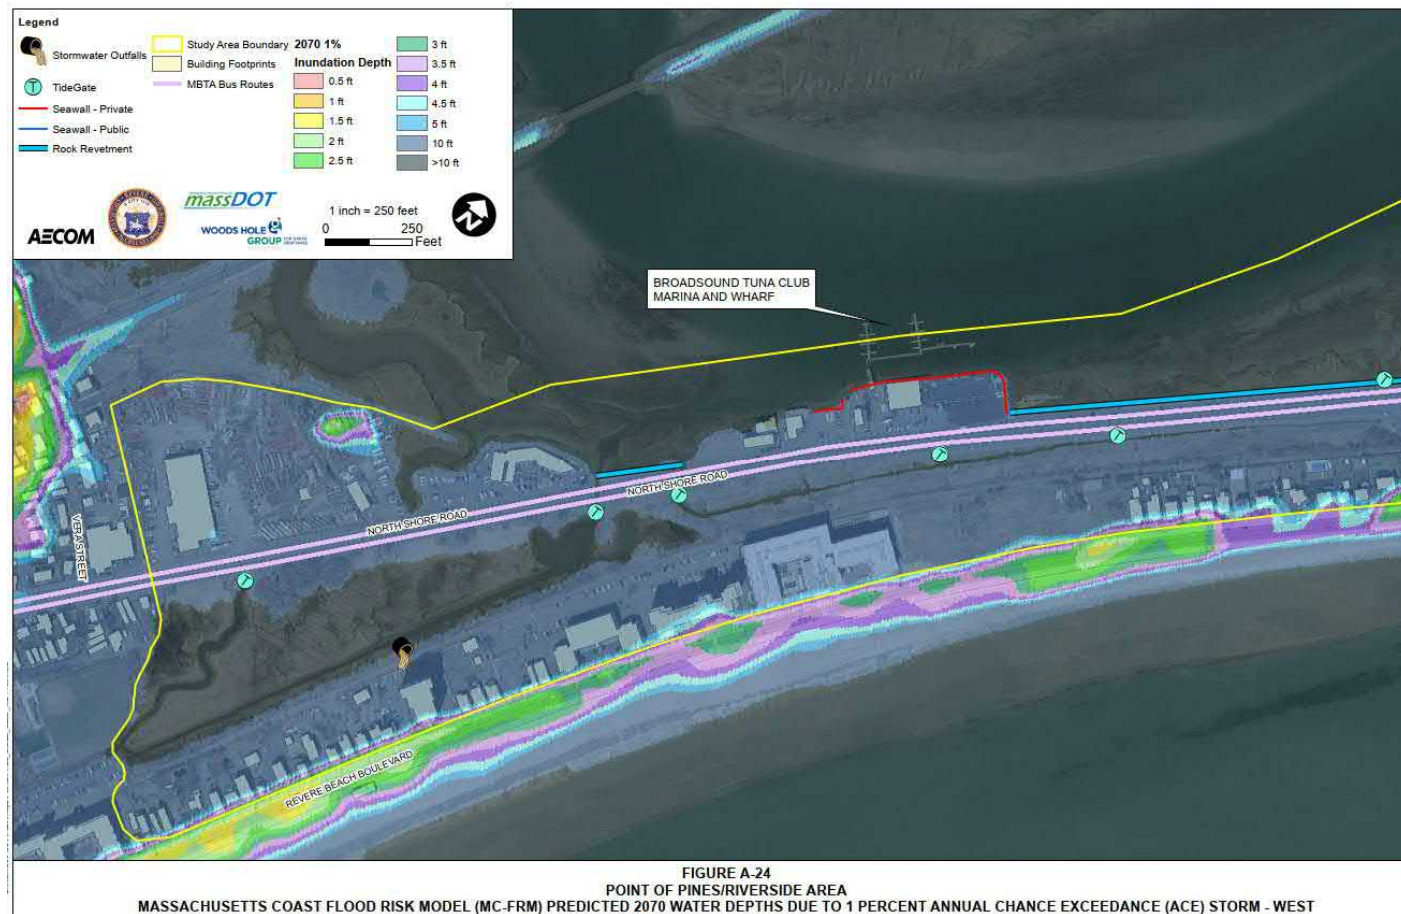 Legend
Stormwater Outfalls
TideGate
Seawall - Private
Seawall - Public
Rock Revetment
Study Area Boundary
Building Footprints
MBTA Bus Routes
2070 1%
Inundation Depth
0.5 ft
1 ft
1.5 ft
2 ft
2.5 ft
3 ft
3.5 ft
4 ft
4.5 ft
5 ft
10 ft
>10 ft
AECOM
massDOT
WOODS HOLE
GROUP
1 inch = 250 feet
0 250
Feet
BROADSOUND TUNA CLUB
MARINA AND WHARF
NORTH SHORE ROAD
NORTH SHORE ROAD
VERA STREET
REVERE BEACH BOULEVARD
FIGURE A-24
POINT OF PINES/RIVERSIDE AREA
MASSACHUSETTS COAST FLOOD RISK MODEL (MC-FRM) PREDICTED 2070 WATER DEPTHS DUE TO 1 PERCENT ANNUAL CHANCE EXCEEDANCE (ACE) STORM - WEST